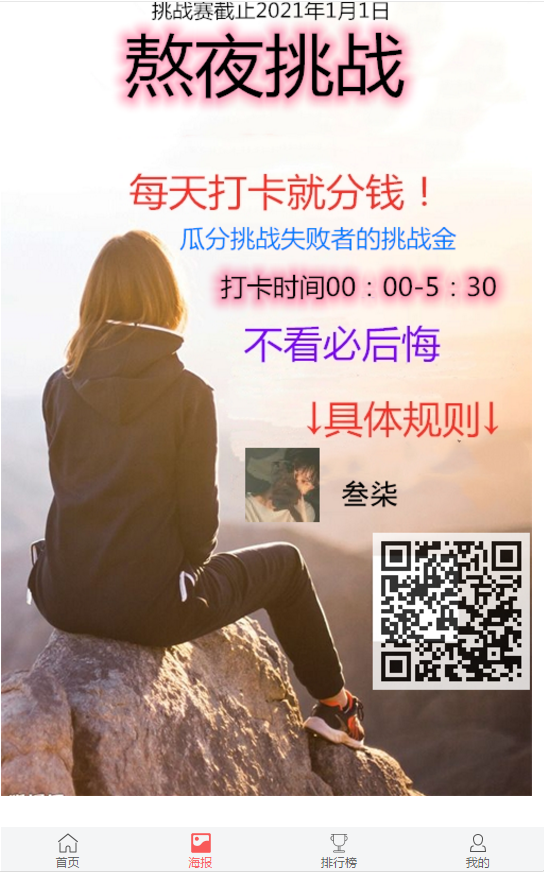 挑战赛截止2021年1月1日
熬夜挑战
每天打卡就分钱！
瓜分挑战失败者的挑战金
打卡时间00：00-5：30
不看必后悔
↓具体规则↓
叁柒
首页
海报
排行榜
我的